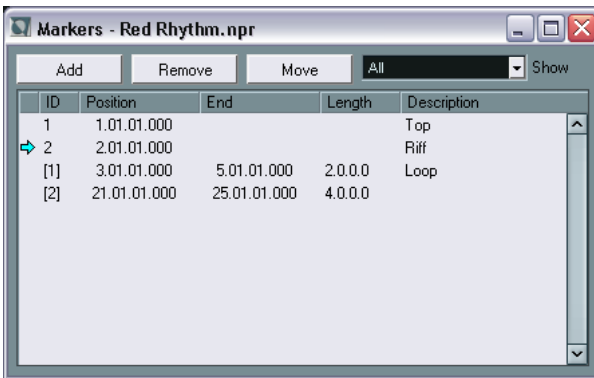 Markers - Red Rhythm.npr
Add Remove Move All Show
ID Position End Length Description
1 1.01.01.000 Top
2 2.01.01.000 Riff
[1] 3.01.01.000 5.01.01.000 2.0.0.0 Loop
[2] 21.01.01.000 25.01.01.000 4.0.0.0